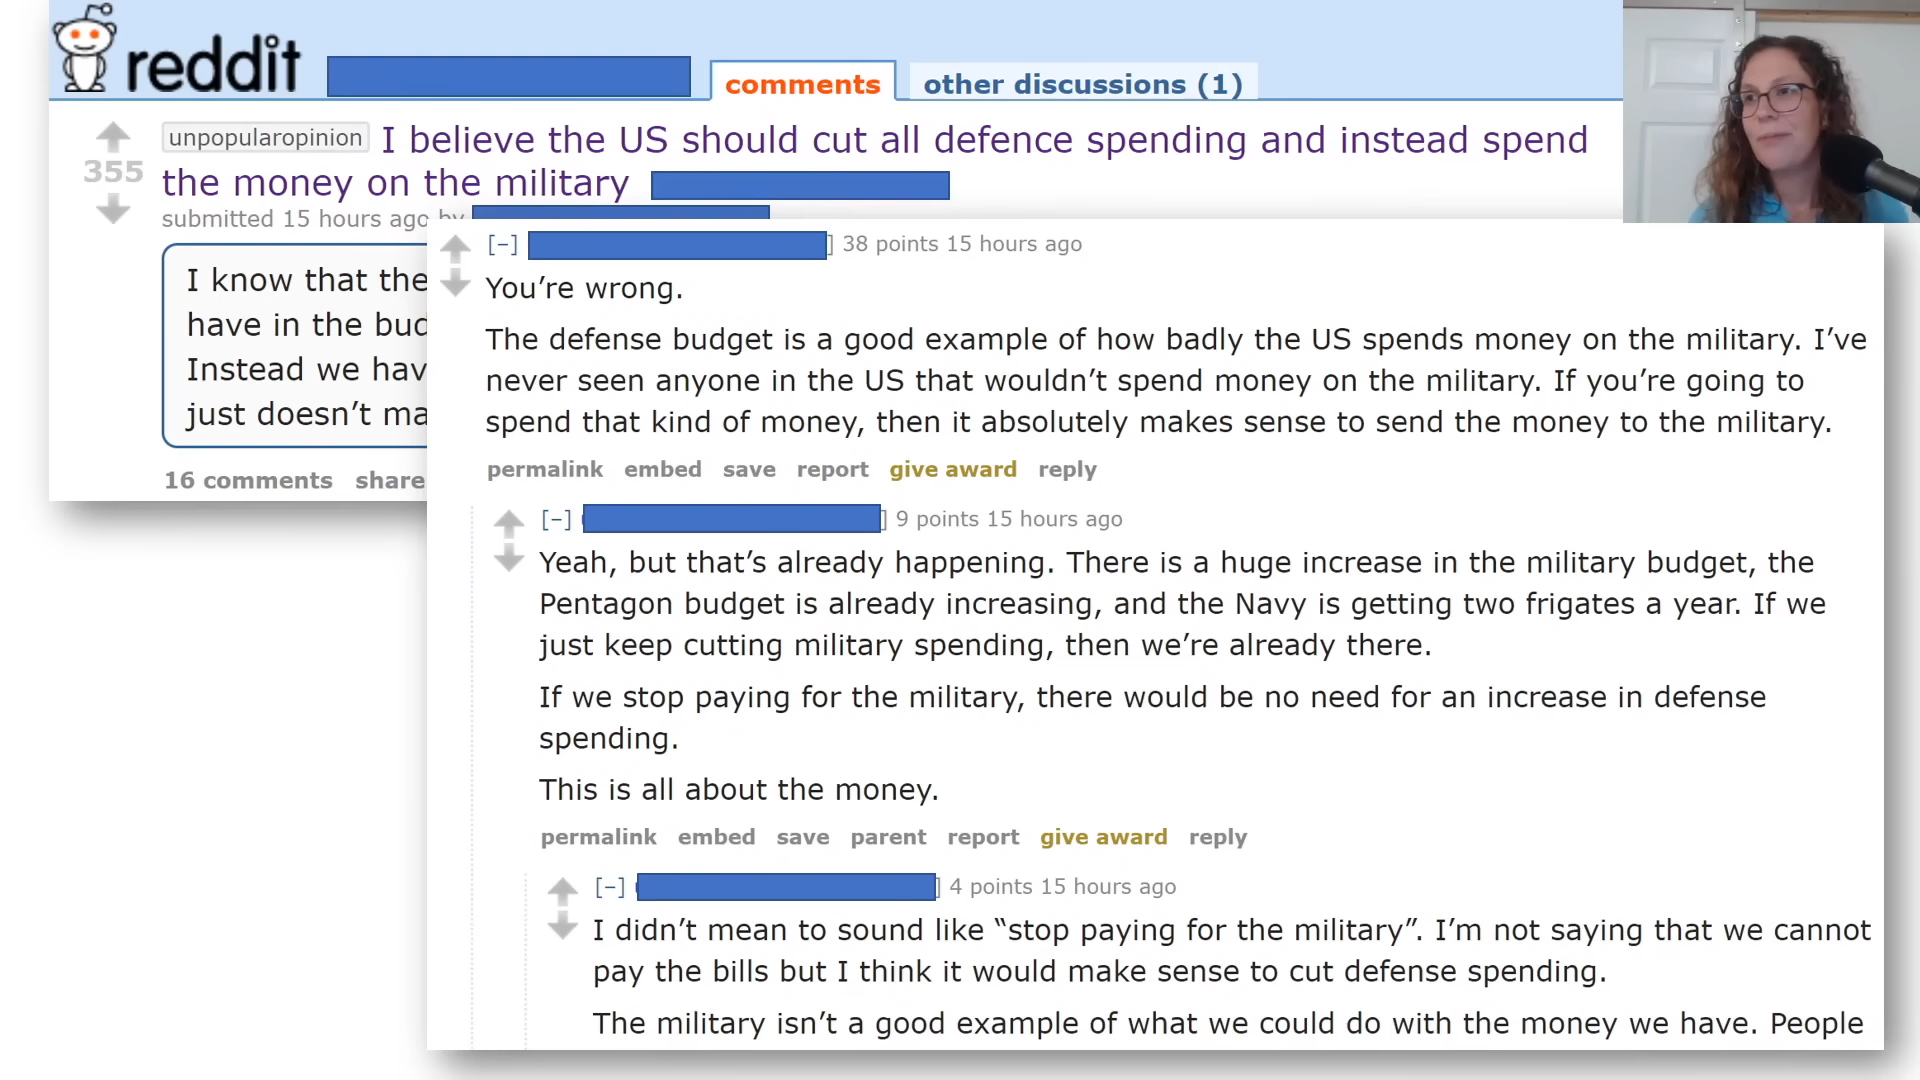 reddit
comments
other discussions (1)
unpopularopinion I believe the US should cut all defence spending and instead spend
the money on the military
355
submitted 15 hours ago by
I know that the
have in the bud
Instead we hav
just doesn’t ma
16 comments share
[–] 38 points 15 hours ago
You’re wrong.
The defense budget is a good example of how badly the US spends money on the military. I’ve
never seen anyone in the US that wouldn’t spend money on the military. If you’re going to
spend that kind of money, then it absolutely makes sense to send the money to the military.
permalink embed save report give award reply
[–] ] 9 points 15 hours ago
Yeah, but that’s already happening. There is a huge increase in the military budget, the
Pentagon budget is already increasing, and the Navy is getting two frigates a year. If we
just keep cutting military spending, then we’re already there.
If we stop paying for the military, there would be no need for an increase in defense
spending.
This is all about the money.
permalink embed save parent report give award reply
[–] ] 4 points 15 hours ago
I didn’t mean to sound like “stop paying for the military”. I’m not saying that we cannot
pay the bills but I think it would make sense to cut defense spending.
The military isn’t a good example of what we could do with the money we have. People